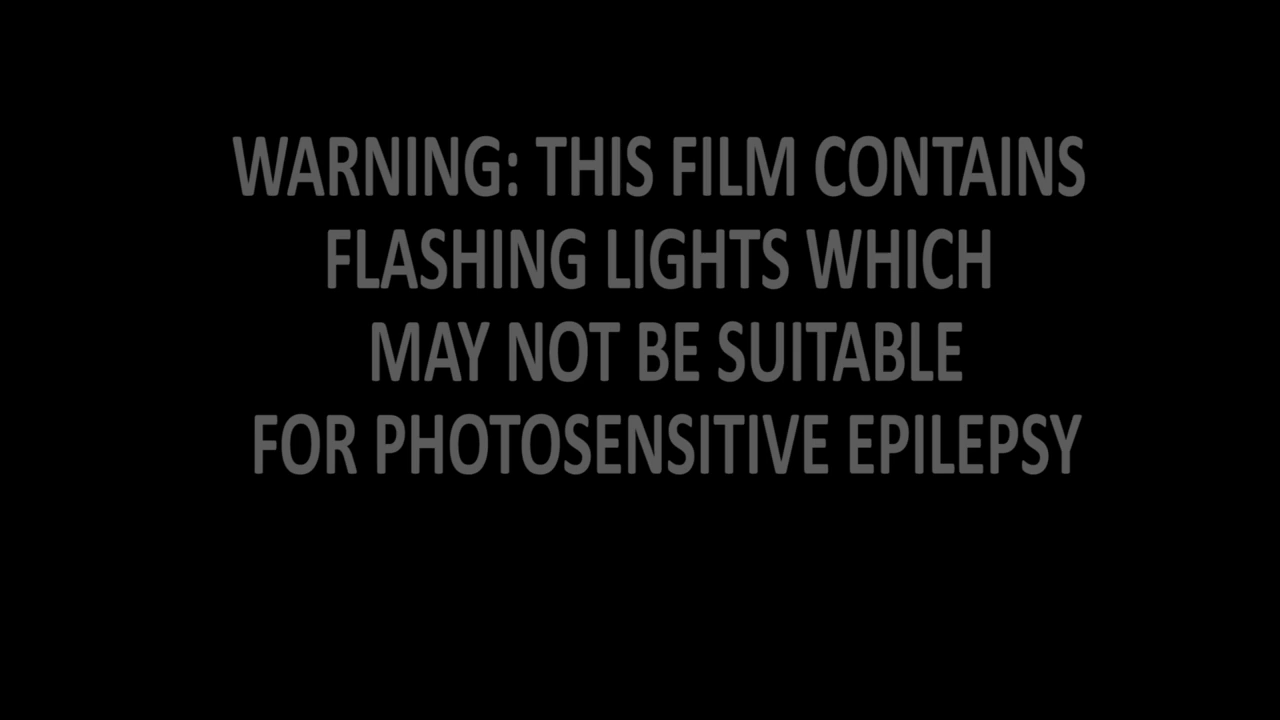 WARNING: THIS FILM CONTAINS
FLASHING LIGHTS WHICH
MAY NOT BE SUITABLE
FOR PHOTOSENSITIVE EPILEPSY